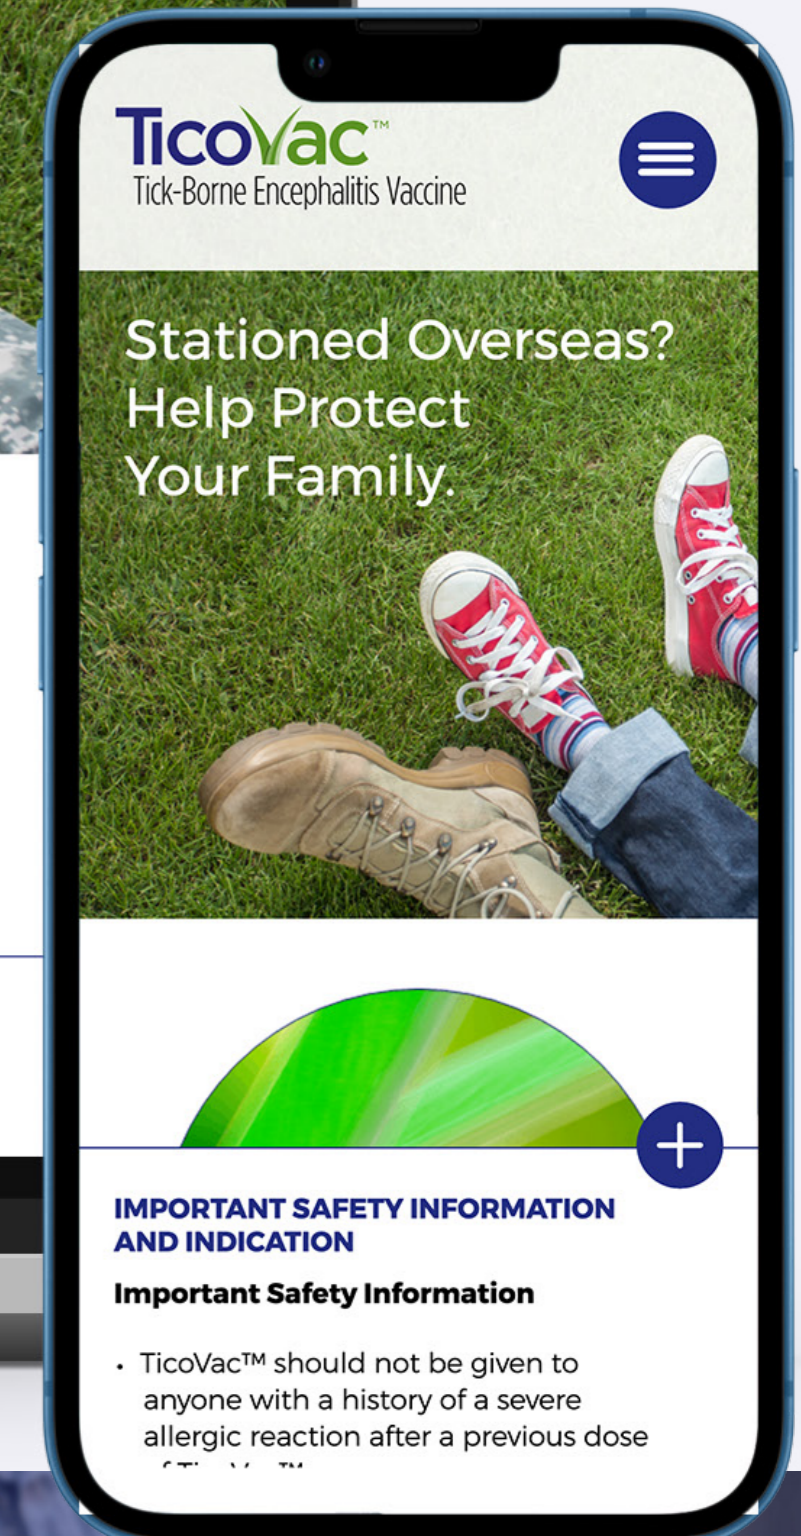 TicoVac™
Tick-Borne Encephalitis Vaccine
Stationed Overseas?
Help Protect
Your Family.
IMPORTANT SAFETY INFORMATION
AND INDICATION
Important Safety Information
• TicoVac™ should not be given to
anyone with a history of a severe
allergic reaction after a previous dose